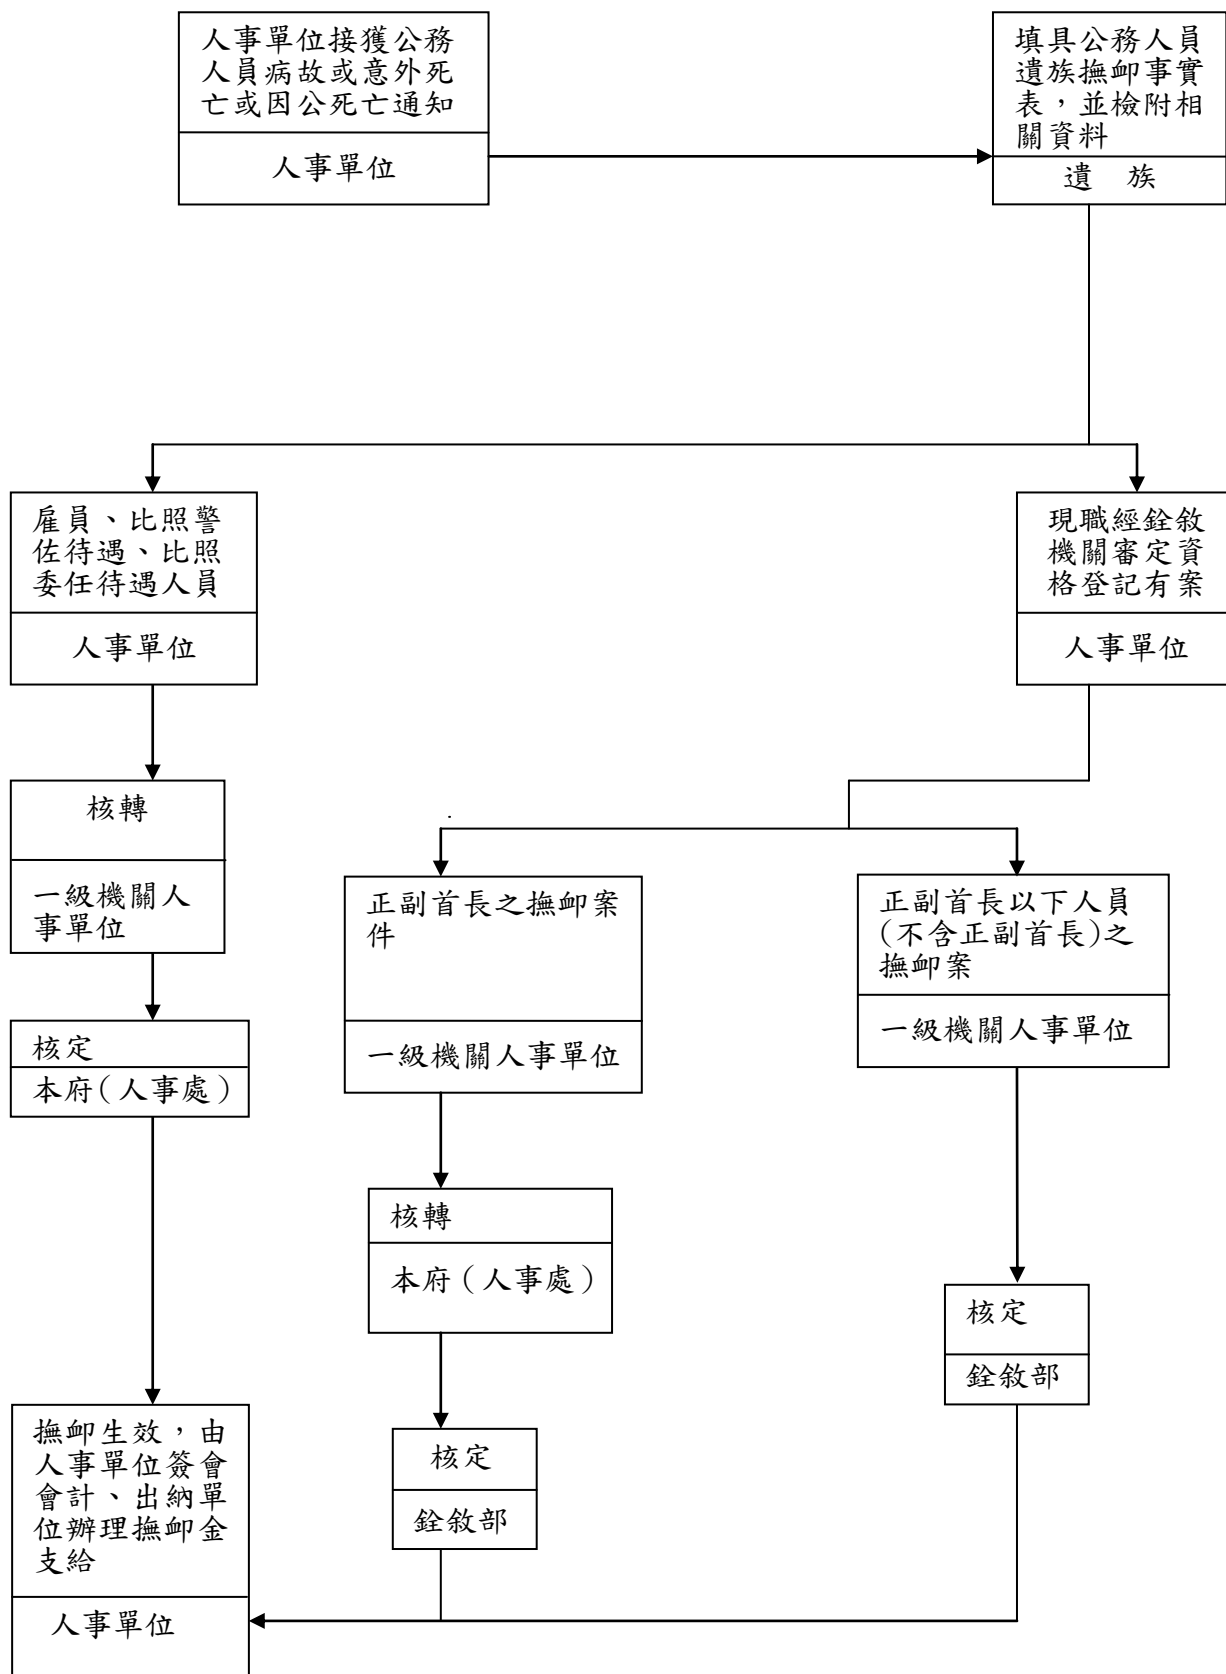 人事單位接獲公務
人員病故或意外死
亡或因公死亡通知
人事單位
填具公務人員
遺族撫卹事實
表，並檢附相
關資料
遺　族
雇員、比照警
佐待遇、比照
委任待遇人員
人事單位
現職經銓敘
機關審定資
格登記有案
人事單位
核轉
一級機關人
事單位
正副首長之撫卹案
件
一級機關人事單位
正副首長以下人員
(不含正副首長)之
撫卹案
一級機關人事單位
核定
本府(人事處)
核轉
本府(人事處)
核定
銓敘部
撫卹生效，由
人事單位簽會
會計、出納單
位辦理撫卹金
支給
人事單位
核定
銓敘部